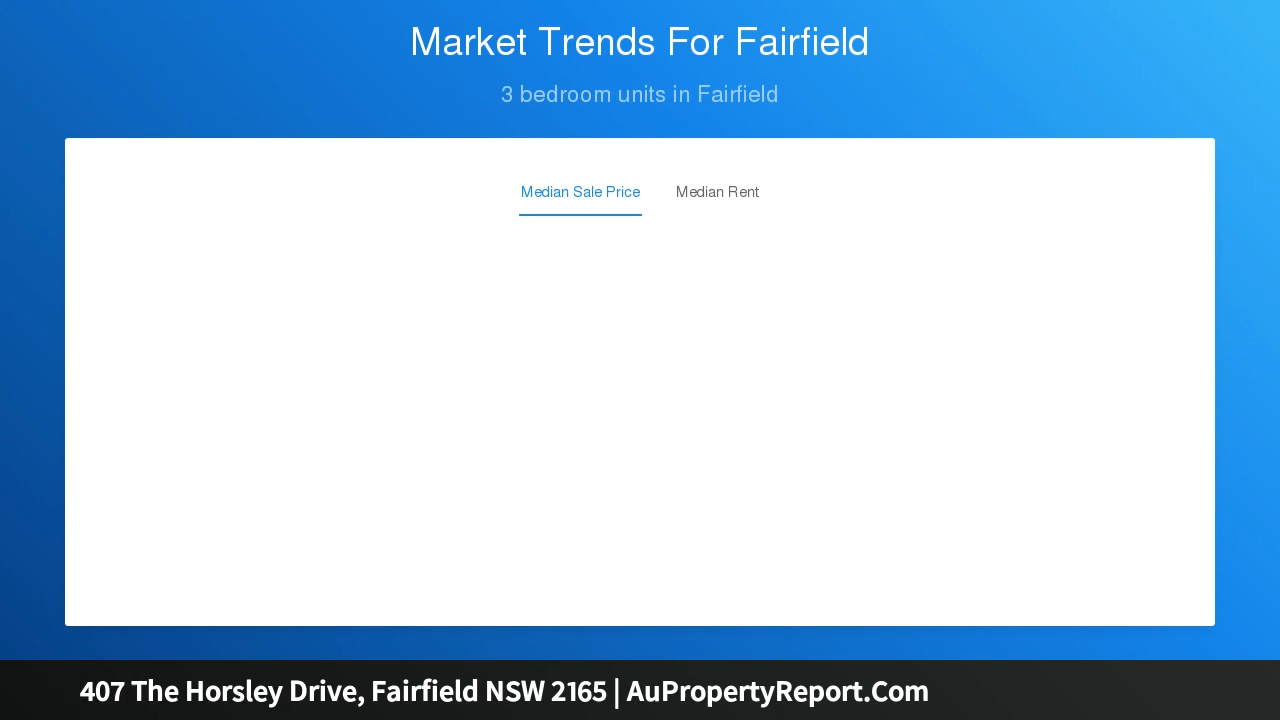 Market Trends For Fairfield
3 bedroom units in Fairfield
Median Sale Price Median Rent
407 The Horsley Drive, Fairfield NSW 2165 | AuPropertyReport.Com